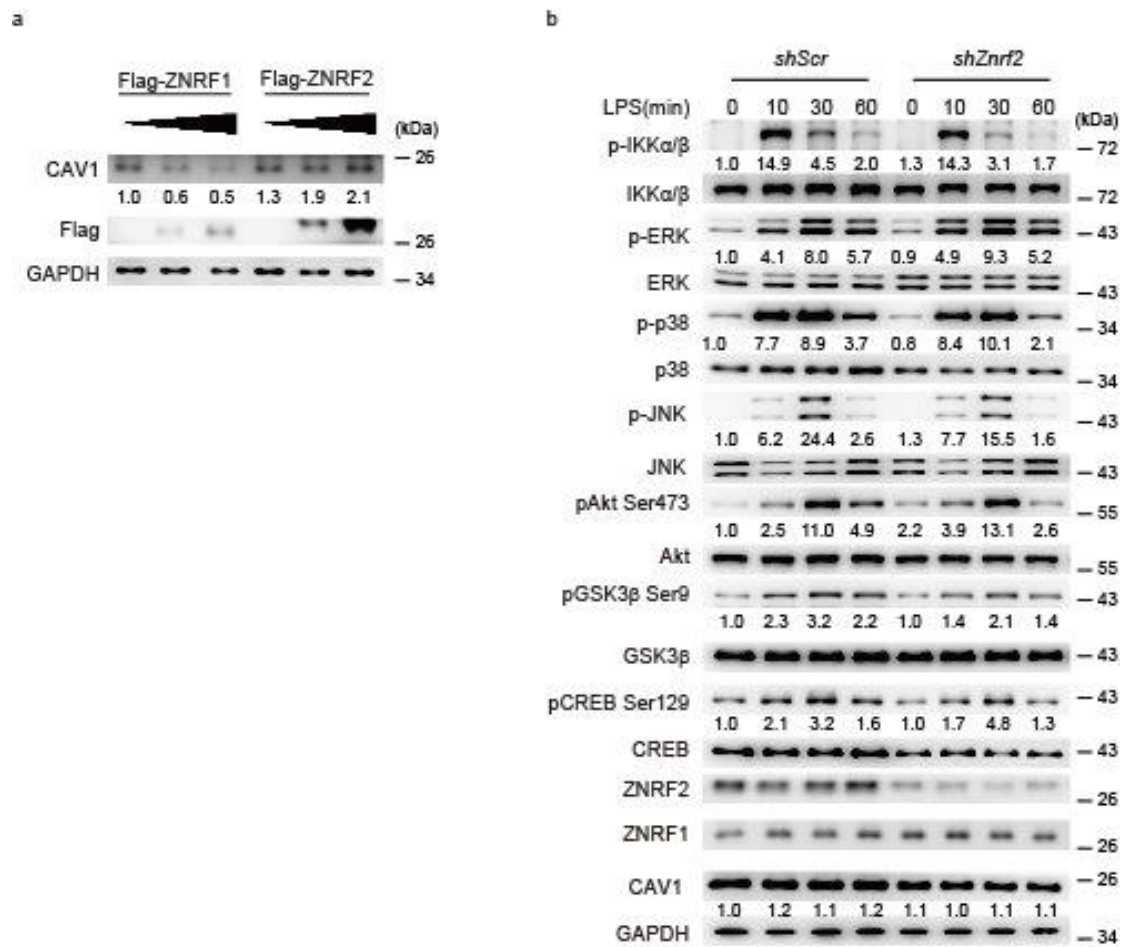 a
Flag-ZNRF1 Flag-ZNRF2
(kDa)
CAV1 26
1.0 0.6 0.5 1.3 1.9 2.1
Flag 26
GAPDH 34
b
shScr shZnrf2
LPS(min) 0 10 30 60 0 10 30 60 (kDa)
p-IKKα/β 72
1.0 14.9 4.5 2.0 1.3 14.3 3.1 1.7
IKKα/β 72
p-ERK 43
1.0 4.1 8.0 5.7 0.9 4.9 9.3 5.2
ERK 43
p-p38 34
1.0 7.7 8.9 3.7 0.8 8.4 10.1 2.1
p38 34
p-JNK 43
1.0 6.2 24.4 2.6 1.3 7.7 15.5 1.6
JNK 43
pAkt Ser473 55
1.0 2.5 11.0 4.9 2.2 3.9 13.1 2.6
Akt 55
pGSK3β Ser9 43
1.0 2.3 3.2 2.2 1.0 1.4 2.1 1.4
GSK3β 43
pCREB Ser129 43
1.0 2.1 3.2 1.6 1.0 1.7 4.8 1.3
CREB 43
ZNRF2 26
ZNRF1 26
CAV1 26
1.0 1.2 1.1 1.2 1.1 1.0 1.1 1.1
GAPDH 34